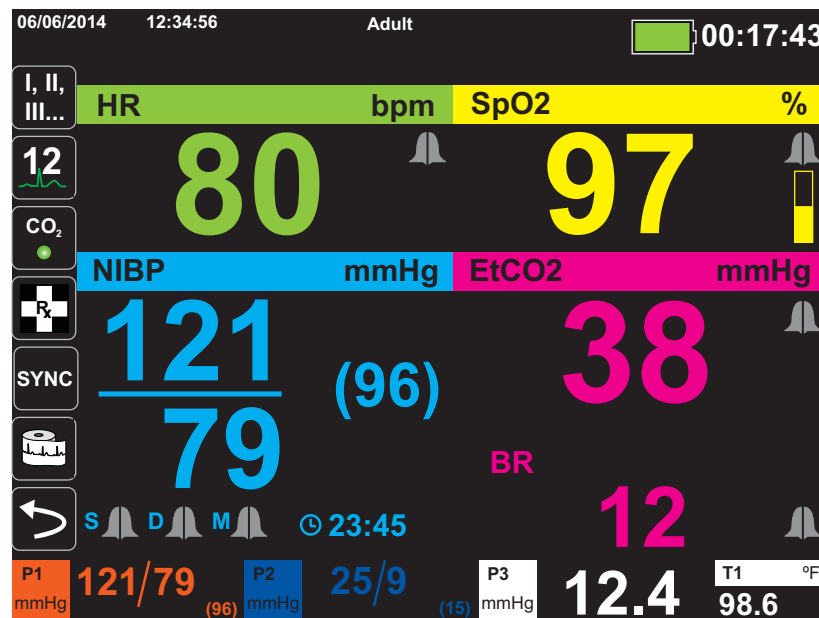 06/06/2014 12:34:56 Adult 00:17:43
I, II,
III...
HR bpm SpO2 %
12
80 97
CO₂
NIBP mmHg EtCO2 mmHg
Rx
121 38
SYNC
(96)
79
BR
12
S D M 23:45
P1 121/79 P2 25/9 P3 12.4 T1 ºF
mmHg (96) mmHg (15) mmHg 98.6